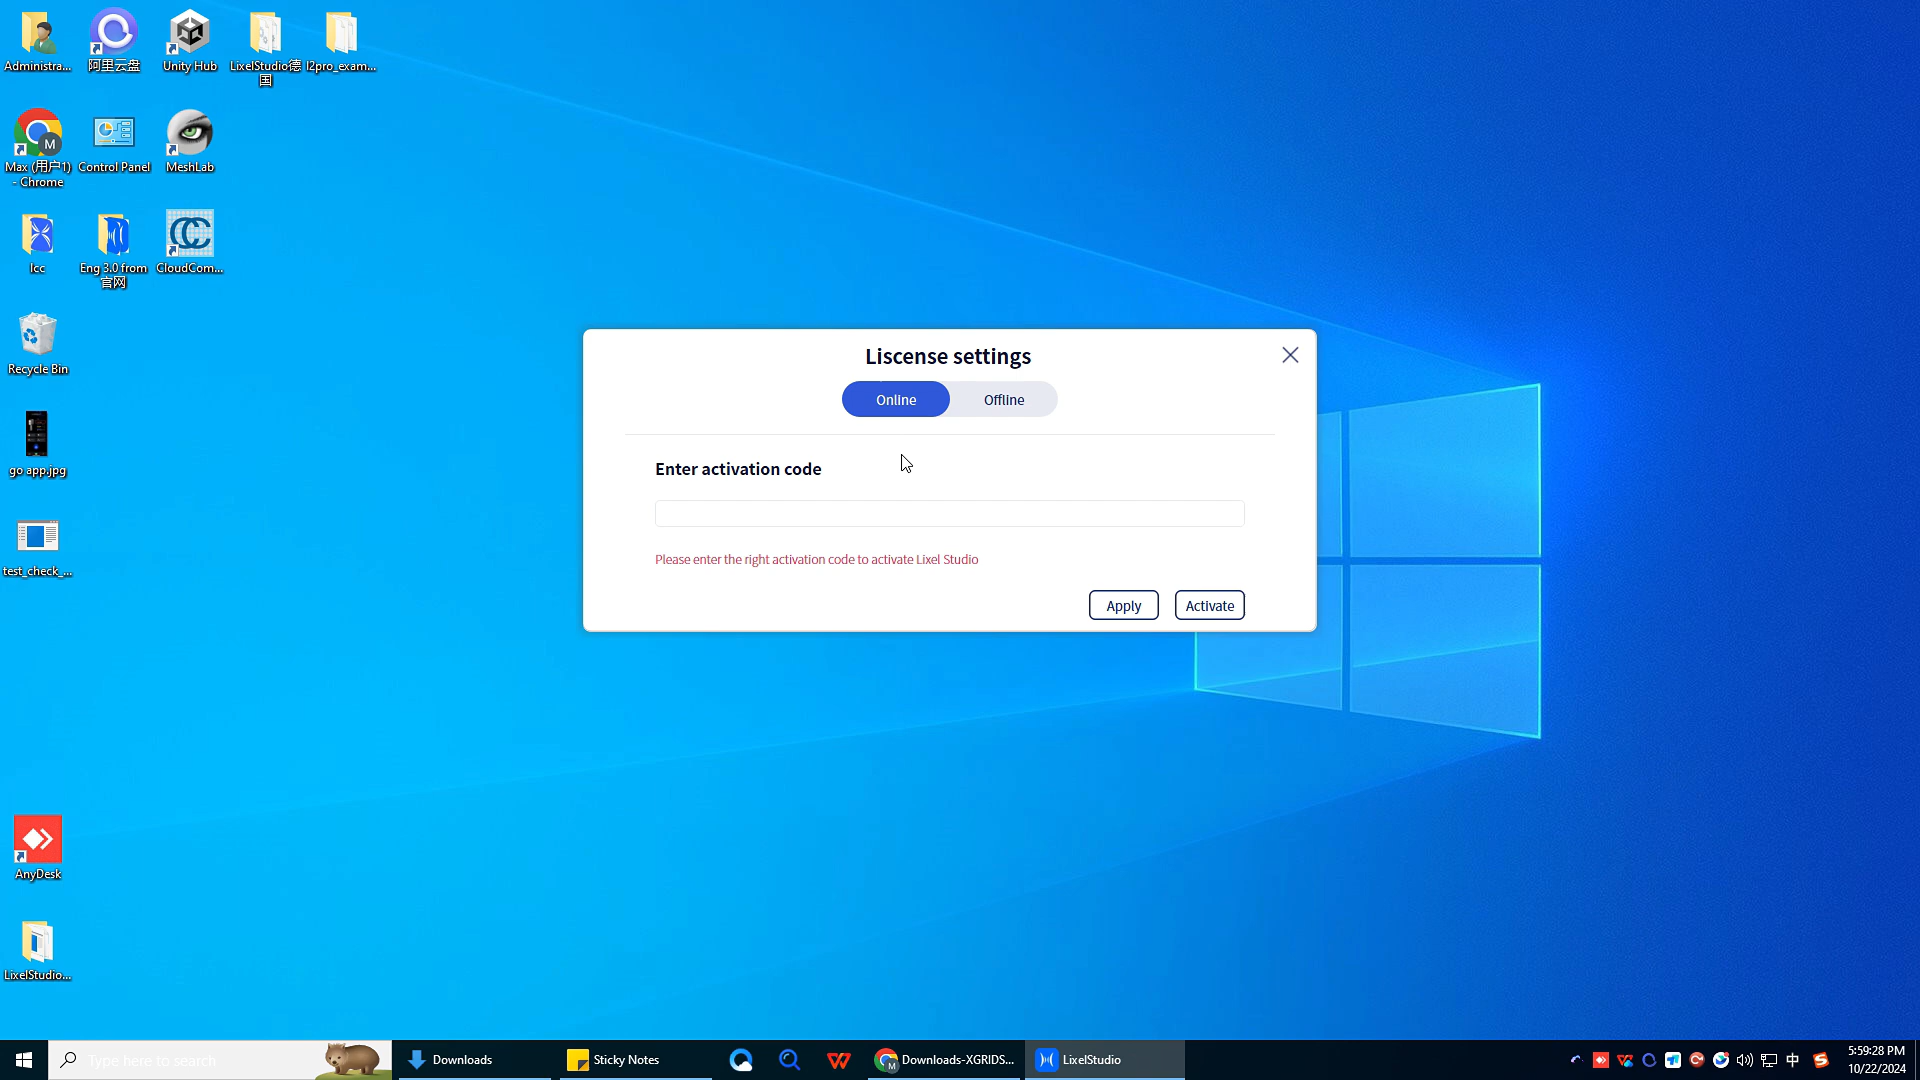 Administra...
阿里云盘
Unity Hub
LixelStudio德
国
l2pro_exam...
Max (用户1)
- Chrome
Control Panel
MeshLab
lcc
Eng 3.0 from
官网
CloudCom...
Recycle Bin
go app.jpg
test_check_...
AnyDesk
LixelStudio...
Liscense settings
Online
Offline
Enter activation code
Please enter the right activation code to activate Lixel Studio
Apply
Activate
Type here to search
Downloads
Sticky Notes
M
Downloads-XGRIDS...
LixelStudio
中
5:59:28 PM
10/22/2024